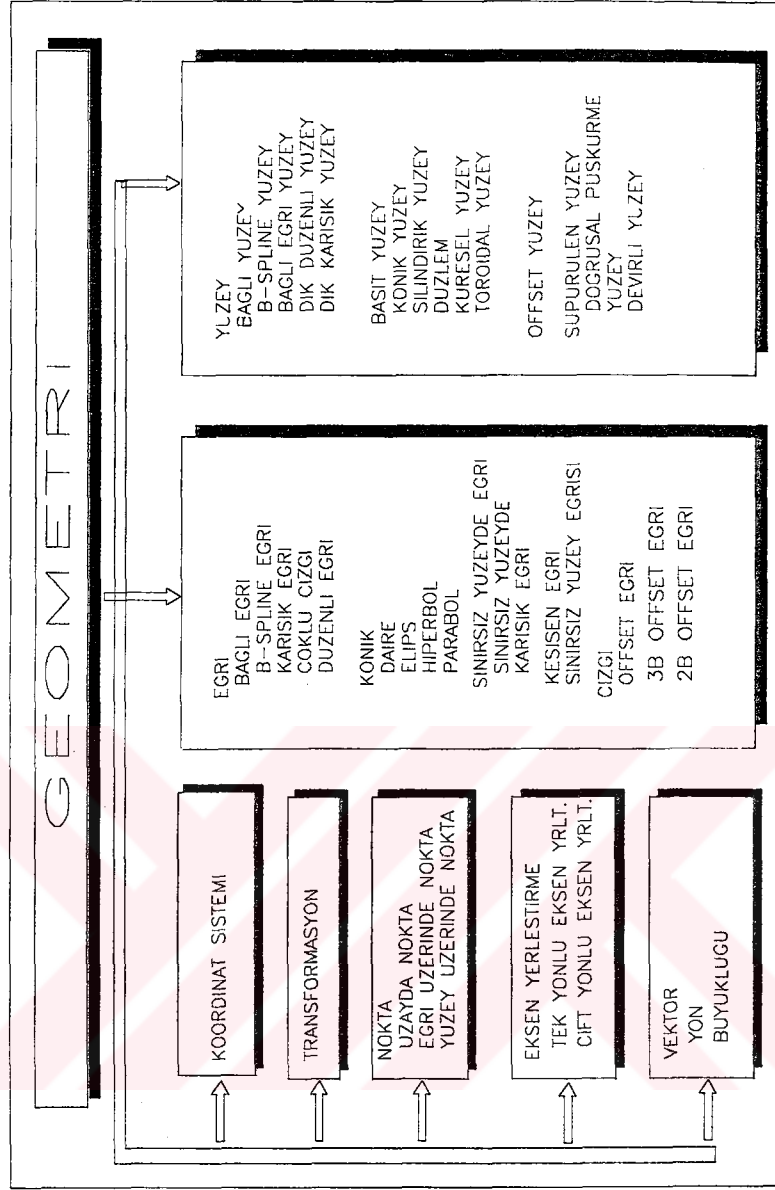 GEOMETRI
KOORDINAT SISTEMI
TRANSFORMASYON
NOKTA
UZAYDA NOKTA
EGRI UZERINDE NOKTA
YUZEY UZERINDE NOKTA
EKSEN YERLESTIRME
TEK YONLU EKSEN YRLT.
CIFT YONLU EKSEN YRLT.
VEKTOR
YON
BUYUKLUGU
EGRI
BAGLI EGRI
B-SPLINE EGRI
KARISIK EGRI
COKLU CIZGI
DUZENLI EGRI
KONIK
DAIRE
ELIPS
HIPERBOL
PARABOL
SINIRSIZ YUZEYDE EGRI
SINIRSIZ YUZEYDE
KARISIK EGRI
KESISEN EGRI
SINIRSIZ YUZEY EGRISI
CIZGI
OFFSET EGRI
3B OFFSET EGRI
2B OFFSET EGRI
YUZEY
BAGLI YUZEY
B-SPLINE YUZEY
BAGLI EGRI YUZEY
DIK DUZENLI YUZEY
DIK KARISIK YUZEY
BASIT YUZEY
KONIK YUZEY
SILINDIRIK YUZEY
DUZLEM
KURESEL YUZEY
TOROIDAL YUZEY
OFFSET YUZEY
SUPURULEN YUZEY
DOGRUSAL PUSKURME
YUZEY
DEVIRLI YUZEY